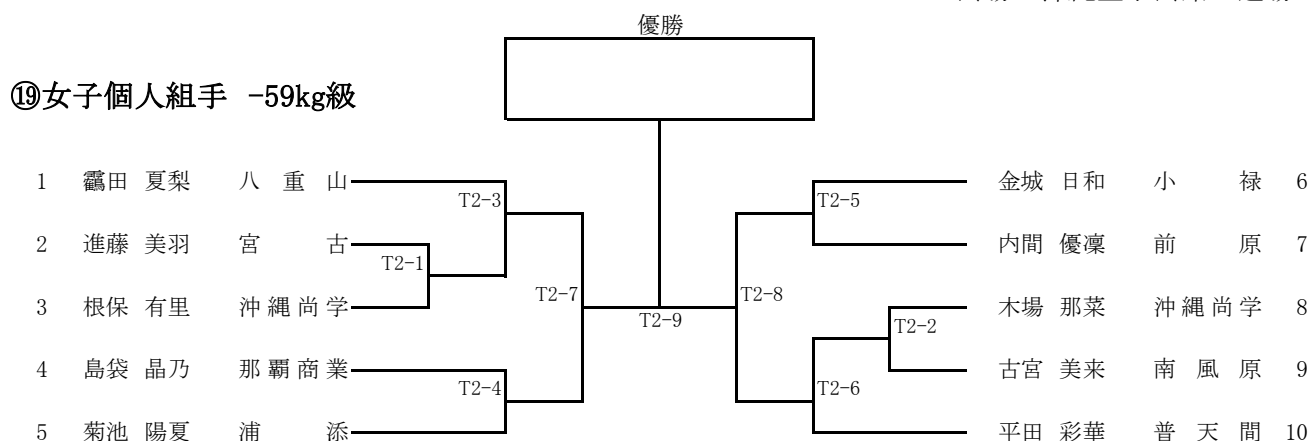 優勝
⑲女子個人組手 -59kg級
1 靍田 夏梨 八重山
T2-3
2 進藤 美羽 宮古
T2-1
3 根保 有里 沖縄尚学
T2-7
4 島袋 晶乃 那覇商業
T2-4
5 菊池 陽夏 浦添
T2-9
金城 日和 小禄 6
T2-5
内間 優凜 前原 7
T2-8
木場 那菜 沖縄尚学 8
T2-2
古宮 美来 南風原 9
T2-6
平田 彩華 普天間 10